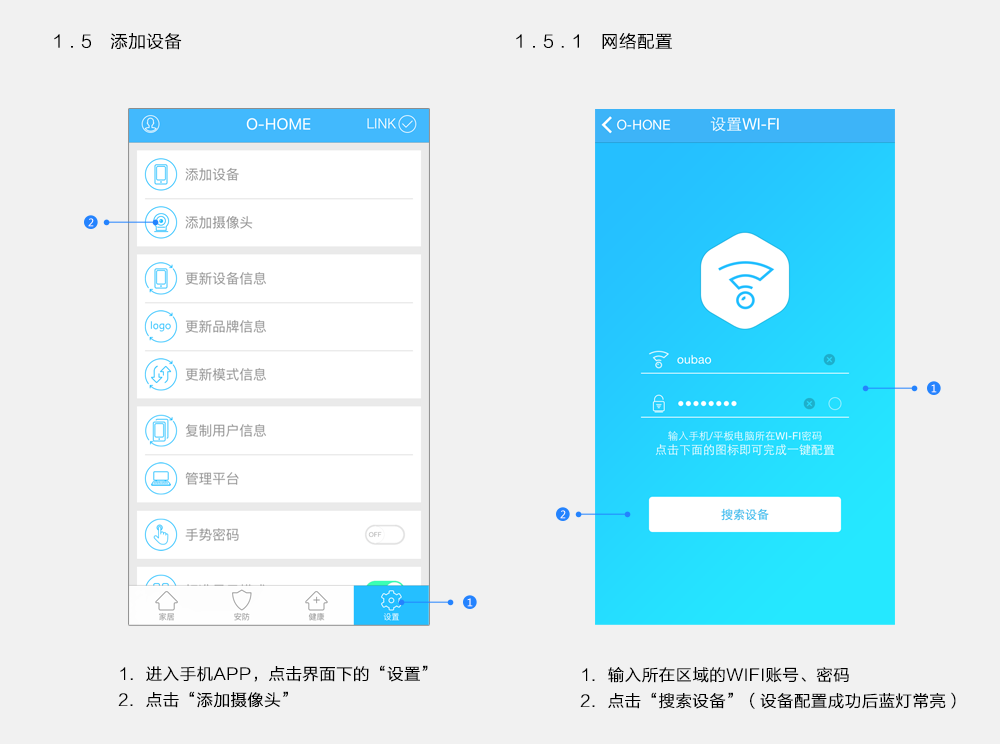 1.5 添加设备
O-HOME
LINK
添加设备
添加摄像头
2
更新设备信息
logo
更新品牌信息
更新模式信息
复制用户信息
管理平台
手势密码
OFF
家居
安防
健康
设置
1
1. 进入手机APP，点击界面下的“设置”
2. 点击“添加摄像头”
1.5.1 网络配置
O-HONE
设置WI-FI
oubao
1
输入手机/平板电脑所在WI-FI密码
点击下面的图标即可完成一键配置
2
搜索设备
1. 输入所在区域的WIFI账号、密码
2. 点击“搜索设备”（设备配置成功后蓝灯常亮）